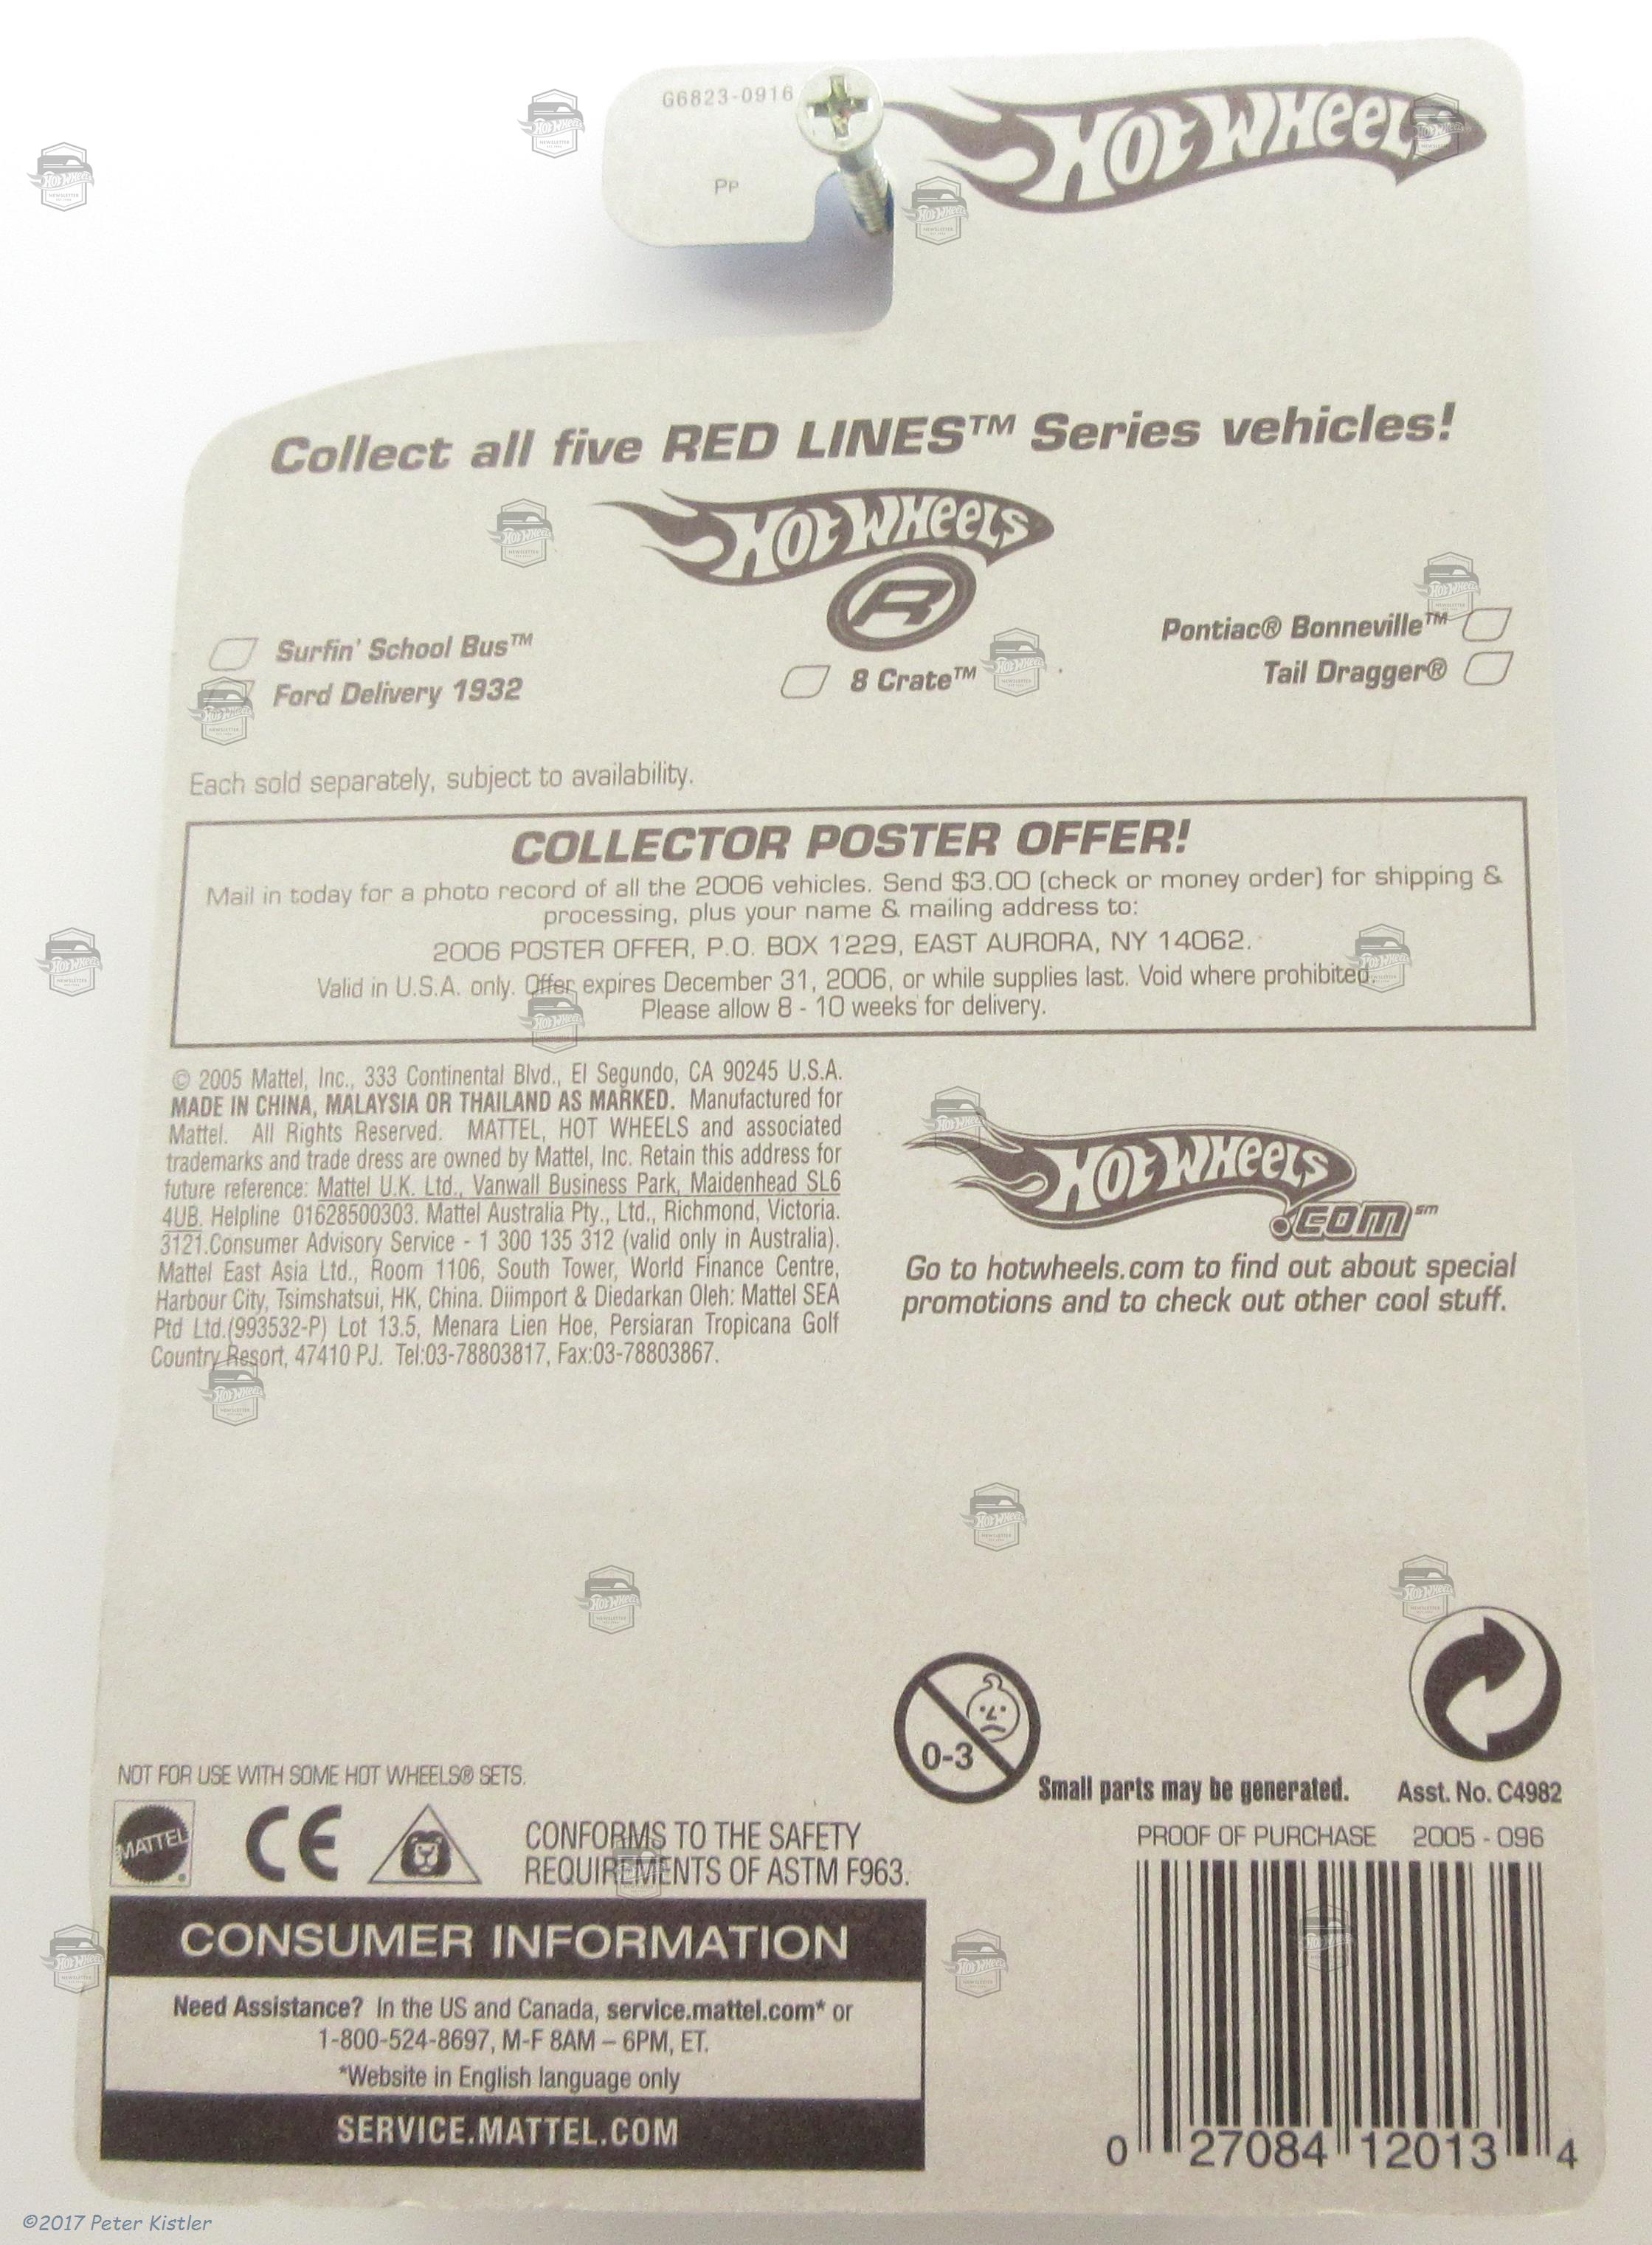 G6823-0916
Pp
HOT WHEELS
Collect all five RED LINES™ Series vehicles!
HOT WHEELS
R
Surfin' School Bus™
Ford Delivery 1932
8 Crate™
Pontiac® Bonneville™
Tail Dragger®
Each sold separately, subject to availability.
COLLECTOR POSTER OFFER!
Mail in today for a photo record of all the 2006 vehicles. Send $3.00 (check or money order) for shipping &
processing, plus your name & mailing address to:
2006 POSTER OFFER, P.O. BOX 1229, EAST AURORA, NY 14062.
Valid in U.S.A. only. Offer expires December 31, 2006, or while supplies last. Void where prohibited.
Please allow 8 - 10 weeks for delivery.
© 2005 Mattel, Inc., 333 Continental Blvd., El Segundo, CA 90245 U.S.A.
MADE IN CHINA, MALAYSIA OR THAILAND AS MARKED. Manufactured for
Mattel. All Rights Reserved. MATTEL, HOT WHEELS and associated
trademarks and trade dress are owned by Mattel, Inc. Retain this address for
future reference: Mattel U.K. Ltd., Vanwall Business Park, Maidenhead SL6
4UB. Helpline 01628500303. Mattel Australia Pty., Ltd., Richmond, Victoria.
3121.Consumer Advisory Service - 1 300 135 312 (valid only in Australia).
Mattel East Asia Ltd., Room 1106, South Tower, World Finance Centre,
Harbour City, Tsimshatsui, HK, China. Diimport & Diedarkan Oleh: Mattel SEA
Ptd Ltd.(993532-P) Lot 13.5, Menara Lien Hoe, Persiaran Tropicana Golf
Country Resort, 47410 PJ. Tel:03-78803817, Fax:03-78803867.
HOT WHEELS
.COM℠
Go to hotwheels.com to find out about special
promotions and to check out other cool stuff.
0-3
Small parts may be generated.
Asst. No. C4982
NOT FOR USE WITH SOME HOT WHEELS® SETS.
MATTEL
CE
CONFORMS TO THE SAFETY
REQUIREMENTS OF ASTM F963.
PROOF OF PURCHASE 2005 - 096
CONSUMER INFORMATION
Need Assistance? In the US and Canada, service.mattel.com* or
1-800-524-8697, M-F 8AM – 6PM, ET.
*Website in English language only
SERVICE.MATTEL.COM
0 27084 12013 4
©2017 Peter Kistler